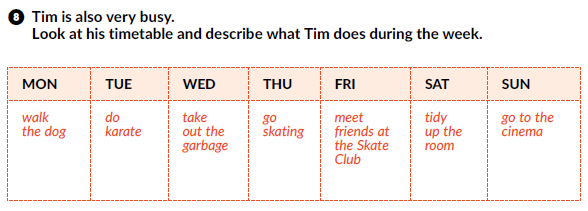 8 Tim is also very busy.
Look at his timetable and describe what Tim does during the week.
MON TUE WED THU FRI SAT SUN
walk do take go meet tidy go to the
the dog karate out the skating friends at up the cinema
garbage the Skate room
Club